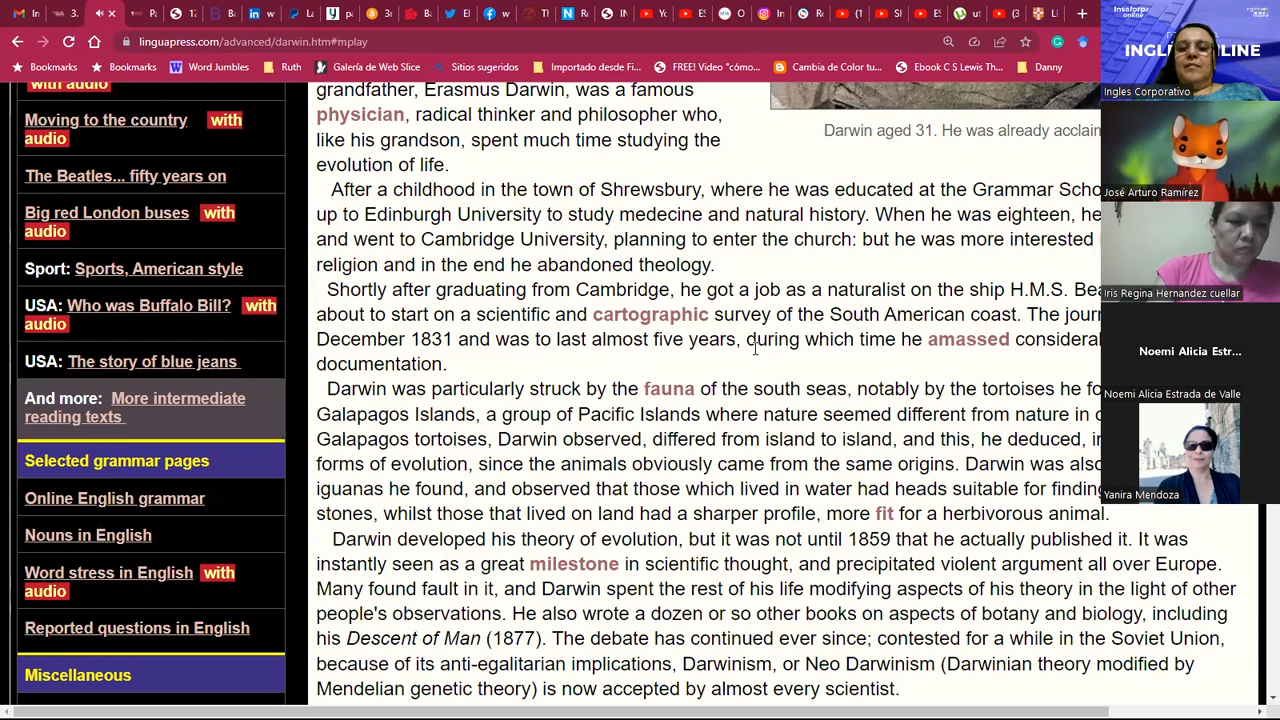 linguapress.com/advanced/darwin.htm#mplay
Bookmarks
Bookmarks
Word Jumbles
Ruth
Galería de Web Slice
Sitios sugeridos
Importado desde Fi...
FREE! Video "cómo...
Cambia de Color tu...
Ebook C S Lewis Th...
Danny
with audio
Moving to the country with
audio
The Beatles... fifty years on
Big red London buses with
audio
Sport: Sports, American style
USA: Who was Buffalo Bill? with
audio
USA: The story of blue jeans
And more: More intermediate
reading texts
Selected grammar pages
Online English grammar
Nouns in English
Word stress in English with
audio
Reported questions in English
Miscellaneous
grandfather, Erasmus Darwin, was a famous
physician, radical thinker and philosopher who,
like his grandson, spent much time studying the
evolution of life.
Darwin aged 31. He was already acclaim
After a childhood in the town of Shrewsbury, where he was educated at the Grammar Scho
up to Edinburgh University to study medecine and natural history. When he was eighteen, he
and went to Cambridge University, planning to enter the church: but he was more interested
religion and in the end he abandoned theology.
Shortly after graduating from Cambridge, he got a job as a naturalist on the ship H.M.S. Bea
about to start on a scientific and cartographic survey of the South American coast. The jour
December 1831 and was to last almost five years, during which time he amassed consideral
documentation.
Darwin was particularly struck by the fauna of the south seas, notably by the tortoises he fo
Galapagos Islands, a group of Pacific Islands where nature seemed different from nature in
Galapagos tortoises, Darwin observed, differed from island to island, and this, he deduced, i
forms of evolution, since the animals obviously came from the same origins. Darwin was also
iguanas he found, and observed that those which lived in water had heads suitable for finding
stones, whilst those that lived on land had a sharper profile, more fit for a herbivorous animal.
Darwin developed his theory of evolution, but it was not until 1859 that he actually published it. It was
instantly seen as a great milestone in scientific thought, and precipitated violent argument all over Europe.
Many found fault in it, and Darwin spent the rest of his life modifying aspects of his theory in the light of other
people's observations. He also wrote a dozen or so other books on aspects of botany and biology, including
his Descent of Man (1877). The debate has continued ever since; contested for a while in the Soviet Union,
because of its anti-egalitarian implications, Darwinism, or Neo Darwinism (Darwinian theory modified by
Mendelian genetic theory) is now accepted by almost every scientist.
Ingles Corporativo
José Arturo Ramírez
Iris Regina Hernandez cuellar
Noemi Alicia Estr...
Noemi Alicia Estrada de Valle
Yanira Mendoza